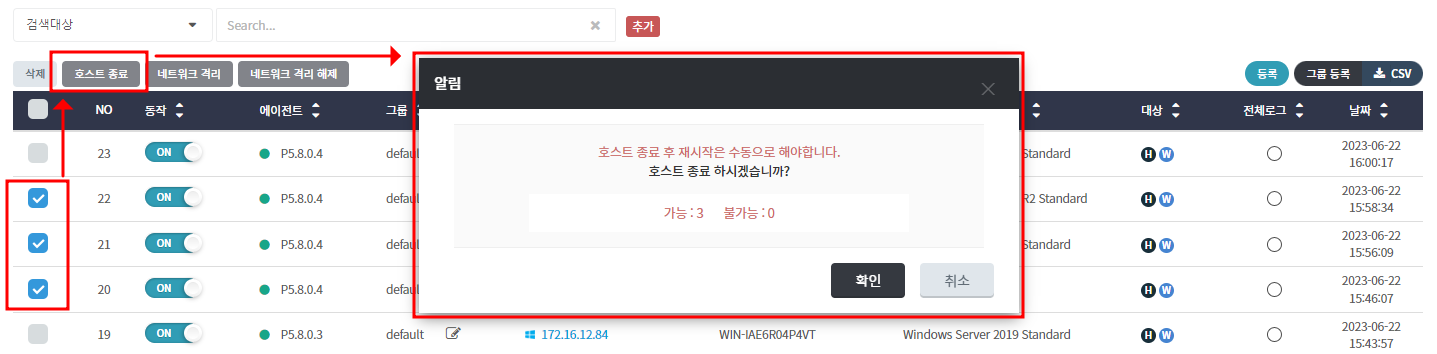 검색대상 Search... 추가
삭제 호스트 종료 네트워크 격리 네트워크 격리 해제 등록 그룹 등록 CSV
NO 동작 에이전트 그룹 대상 전체로그 날짜
알림
호스트 종료 후 재시작은 수동으로 해야합니다.
호스트 종료 하시겠습니까?
가능 : 3 불가능 : 0
확인 취소
23 ON P5.8.0.4 default Standard H W 2023-06-22
16:00:17
22 ON P5.8.0.4 R2 Standard H W 2023-06-22
15:58:34
21 ON P5.8.0.4 Standard H W 2023-06-22
15:56:09
20 ON P5.8.0.4 H W 2023-06-22
15:46:07
19 ON P5.8.0.3 default 172.16.12.84 WIN-IAE6R04P4VT Windows Server 2019 Standard H W 2023-06-22
15:43:57